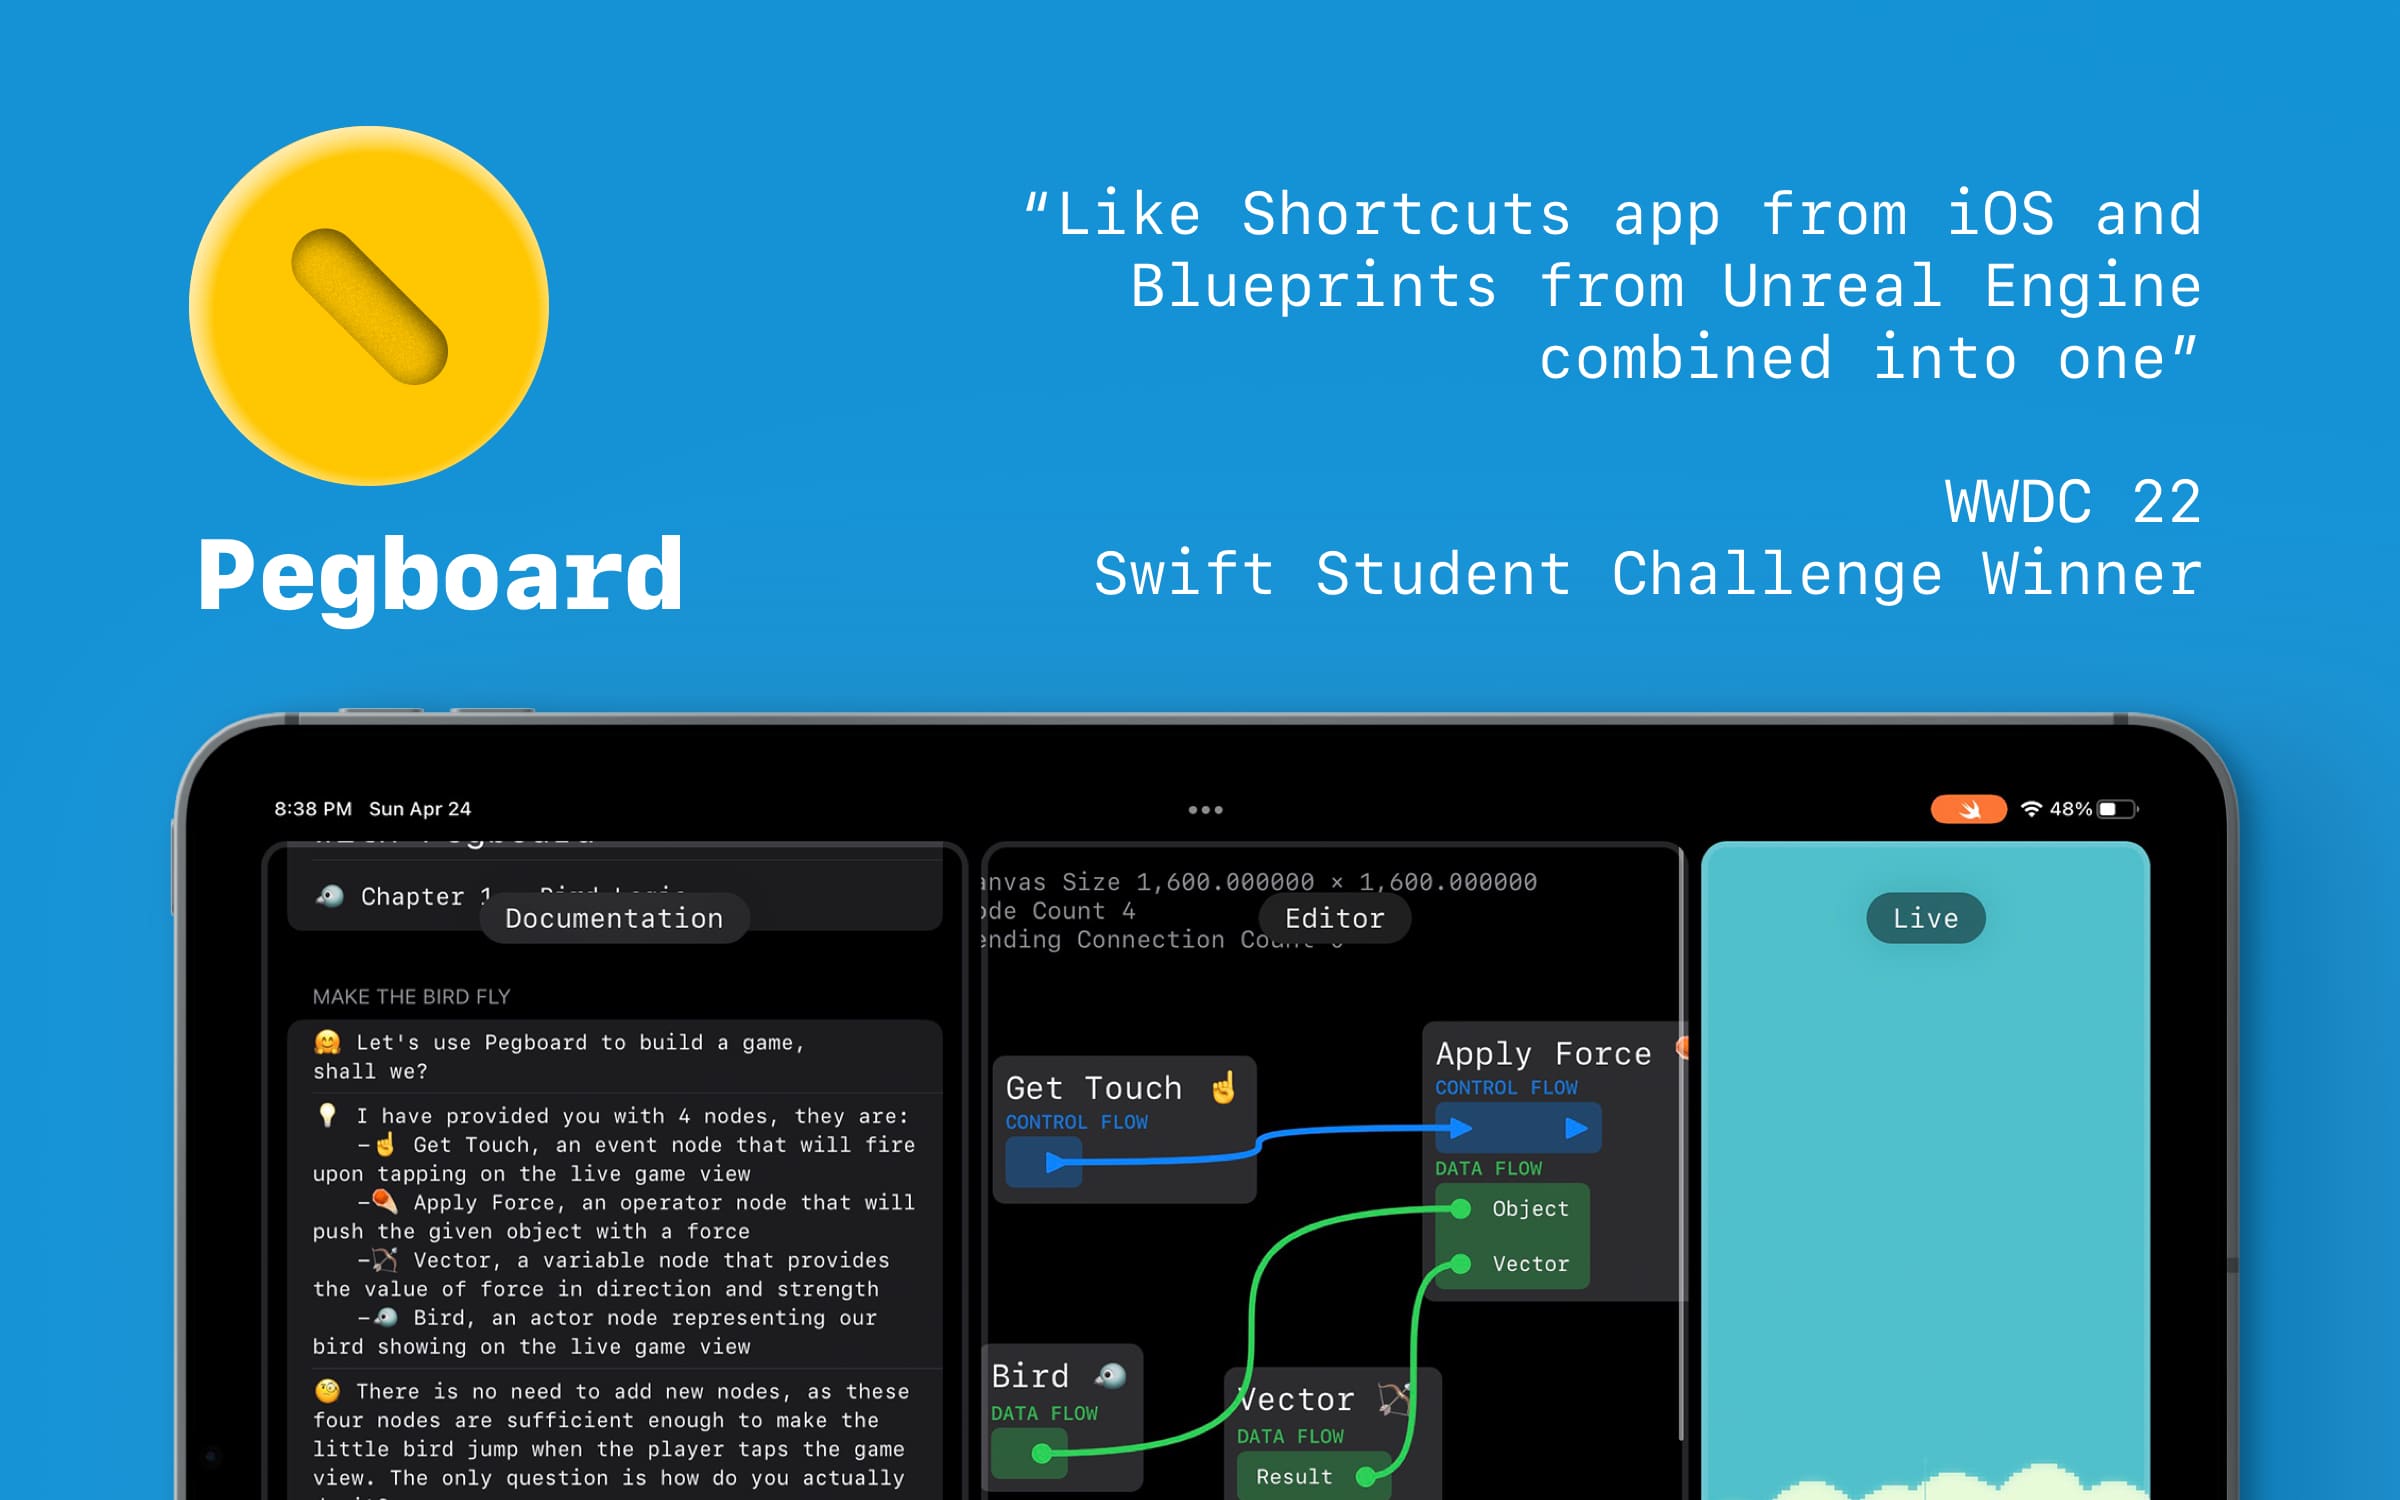 “Like Shortcuts app from iOS and
Blueprints from Unreal Engine
combined into one”
WWDC 22
Swift Student Challenge Winner
Pegboard
8:38 PM Sun Apr 24
48%
Chapter 1
Documentation
MAKE THE BIRD FLY
🤗 Let's use Pegboard to build a game,
shall we?
💡 I have provided you with 4 nodes, they are:
–☝️ Get Touch, an event node that will fire
upon tapping on the live game view
–☄️ Apply Force, an operator node that will
push the given object with a force
–🏹 Vector, a variable node that provides
the value of force in direction and strength
–🐦 Bird, an actor node representing our
bird showing on the live game view
🧐 There is no need to add new nodes, as these
four nodes are sufficient enough to make the
little bird jump when the player taps the game
view. The only question is how do you actually
Size 1,600.000000 × 1,600.000000
Count 4
Connection
Editor
Get Touch ☝️
CONTROL FLOW
Apply Force
CONTROL FLOW
DATA FLOW
Object
Vector
Bird 🐦
DATA FLOW
Vector 🏹
DATA FLOW
Result
Live